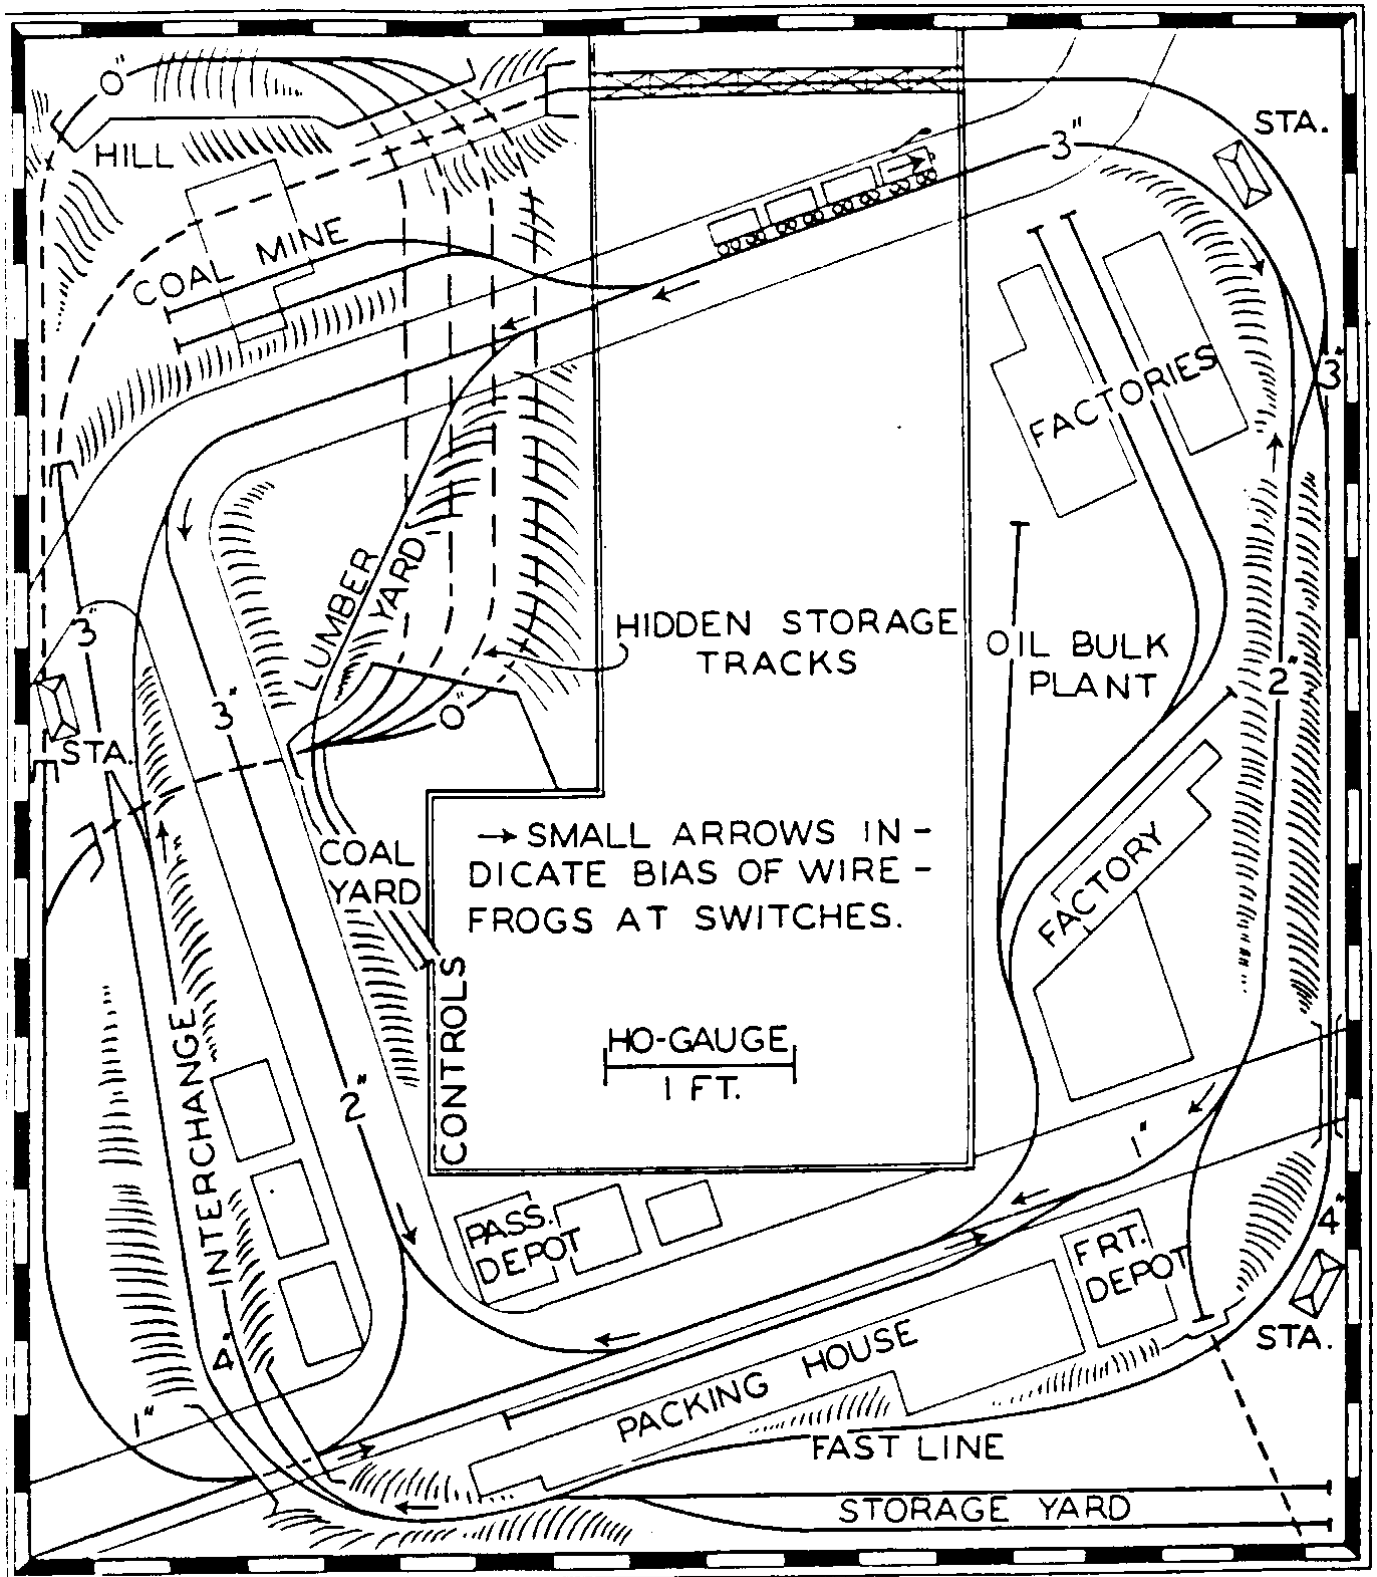 0"
HILL
COAL MINE
3"
STA.
3"
FACTORIES
LUMBER
YARD
HIDDEN STORAGE
TRACKS
OIL BULK
PLANT
2"
3"
3"
STA.
0"
COAL
YARD
→ SMALL ARROWS IN-
DICATE BIAS OF WIRE-
FROGS AT SWITCHES.
FACTORY
CONTROLS
HO-GAUGE
1 FT.
INTERCHANGE
2"
1"
4"
PASS.
DEPOT
FRT.
DEPOT
STA.
4"
1"
PACKING HOUSE
FAST LINE
STORAGE YARD